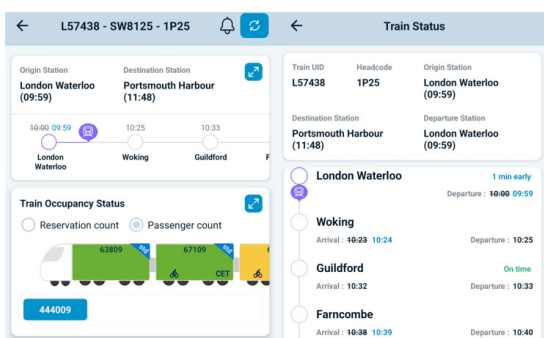 L57438 - SW8125 - 1P25
Origin Station
Destination Station
London Waterloo
(09:59)
Portsmouth Harbour
(11:48)
10:00 09:59
10:25
10:33
London
Waterloo
Woking
Guildford
F
Train Occupancy Status
Reservation count
Passenger count
63809
std
67109
std
CET
444009
Train Status
Train UID
Headcode
Origin Station
L57438
1P25
London Waterloo
(09:59)
Destination Station
Departure Station
Portsmouth Harbour
(11:48)
London Waterloo
(09:59)
London Waterloo
1 min early
Departure : 10:00 09:59
Woking
Arrival : 10:23 10:24
Departure : 10:25
Guildford
On time
Arrival : 10:32
Departure : 10:33
Farncombe
Arrival : 10:38 10:39
Departure : 10:40